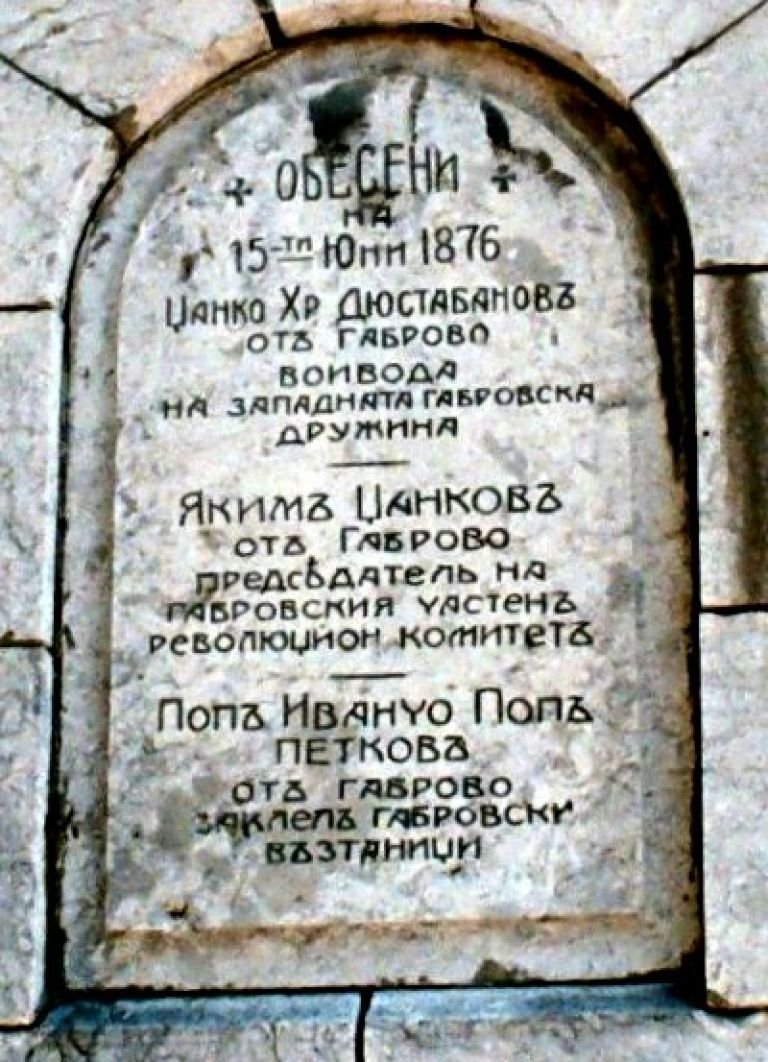 + ОБЕСЕНИ +
НА
15-ти Юни 1876
Цанко Хр Дюстабановъ
отъ Габрово
воивода
на западната габровска
дружина
Якимъ Цанковъ
отъ Габрово
председатель на
габровския частенъ
революцион комитетъ
Попъ Иванчо Попъ
Петковъ
отъ Габрово
заклелъ габровски
възтаници